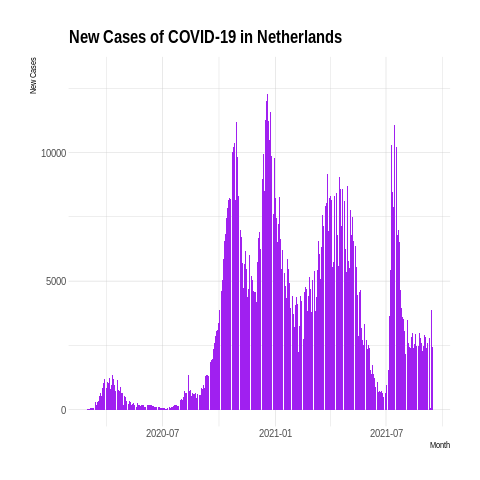 New Cases of COVID-19 in Netherlands
New Cases
10000
5000
0
2020-07
2021-01
2021-07
Month